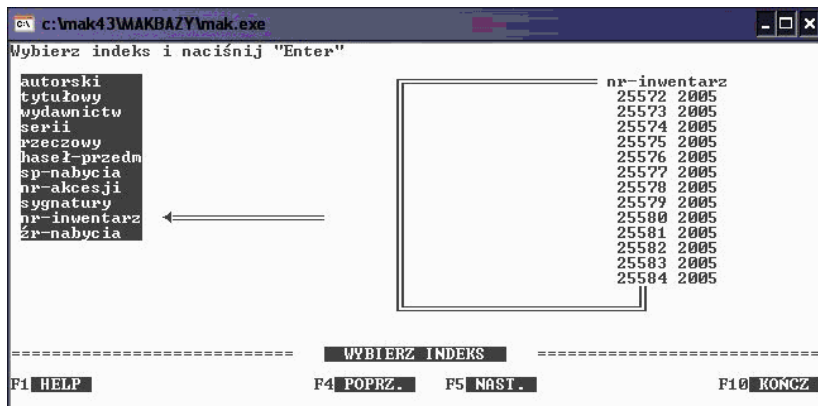 c:\mak43\MAKBAZY\mak.exe
Wybierz indeks i naciśnij "Enter"
autorski
tytułowy
wydawnictw
serii
rzeczowy
haseł-przedm
sp-nabycia
nr-akcesji
sygnatury
nr-inwentarz
źr-nabycia
nr-inwentarz
25572 2005
25573 2005
25574 2005
25575 2005
25576 2005
25577 2005
25578 2005
25579 2005
25580 2005
25581 2005
25582 2005
25583 2005
25584 2005
WYBIERZ INDEKS
F1 HELP F4 POPRZ. F5 NAST. F10 KOŃCZ